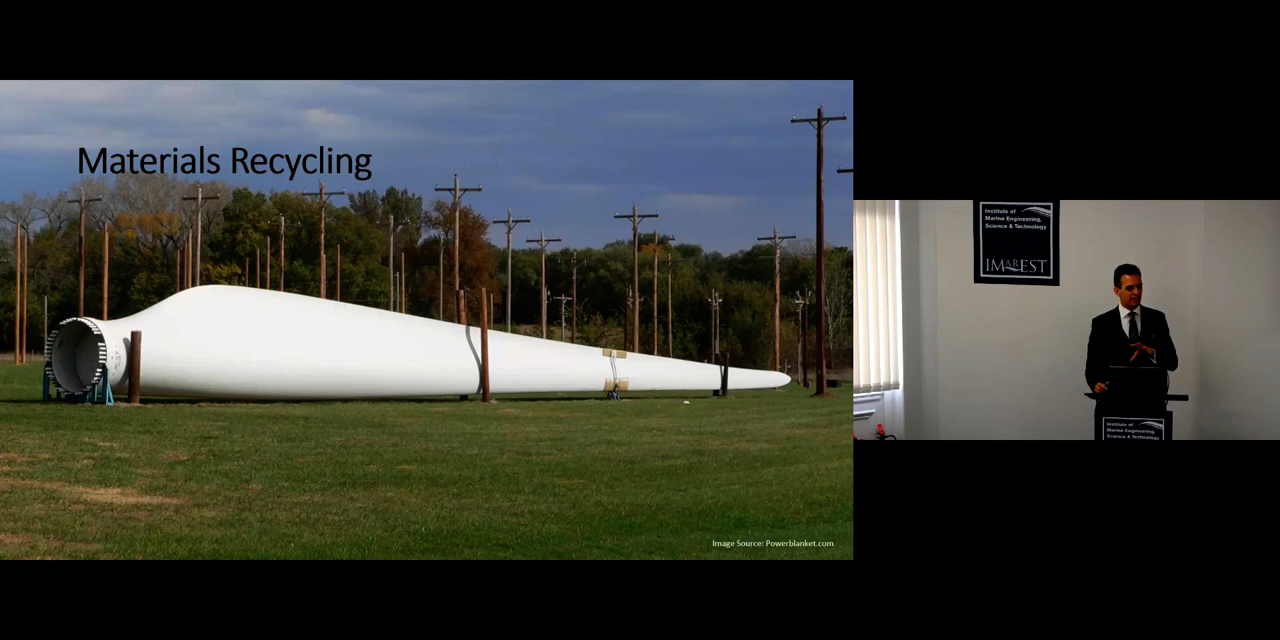 Materials Recycling
Image Source: Powerblanket.com
Institute of
Marine Engineering,
Science & Technology
IMarEST
Institute of
Marine Engineering,
Science & Technology